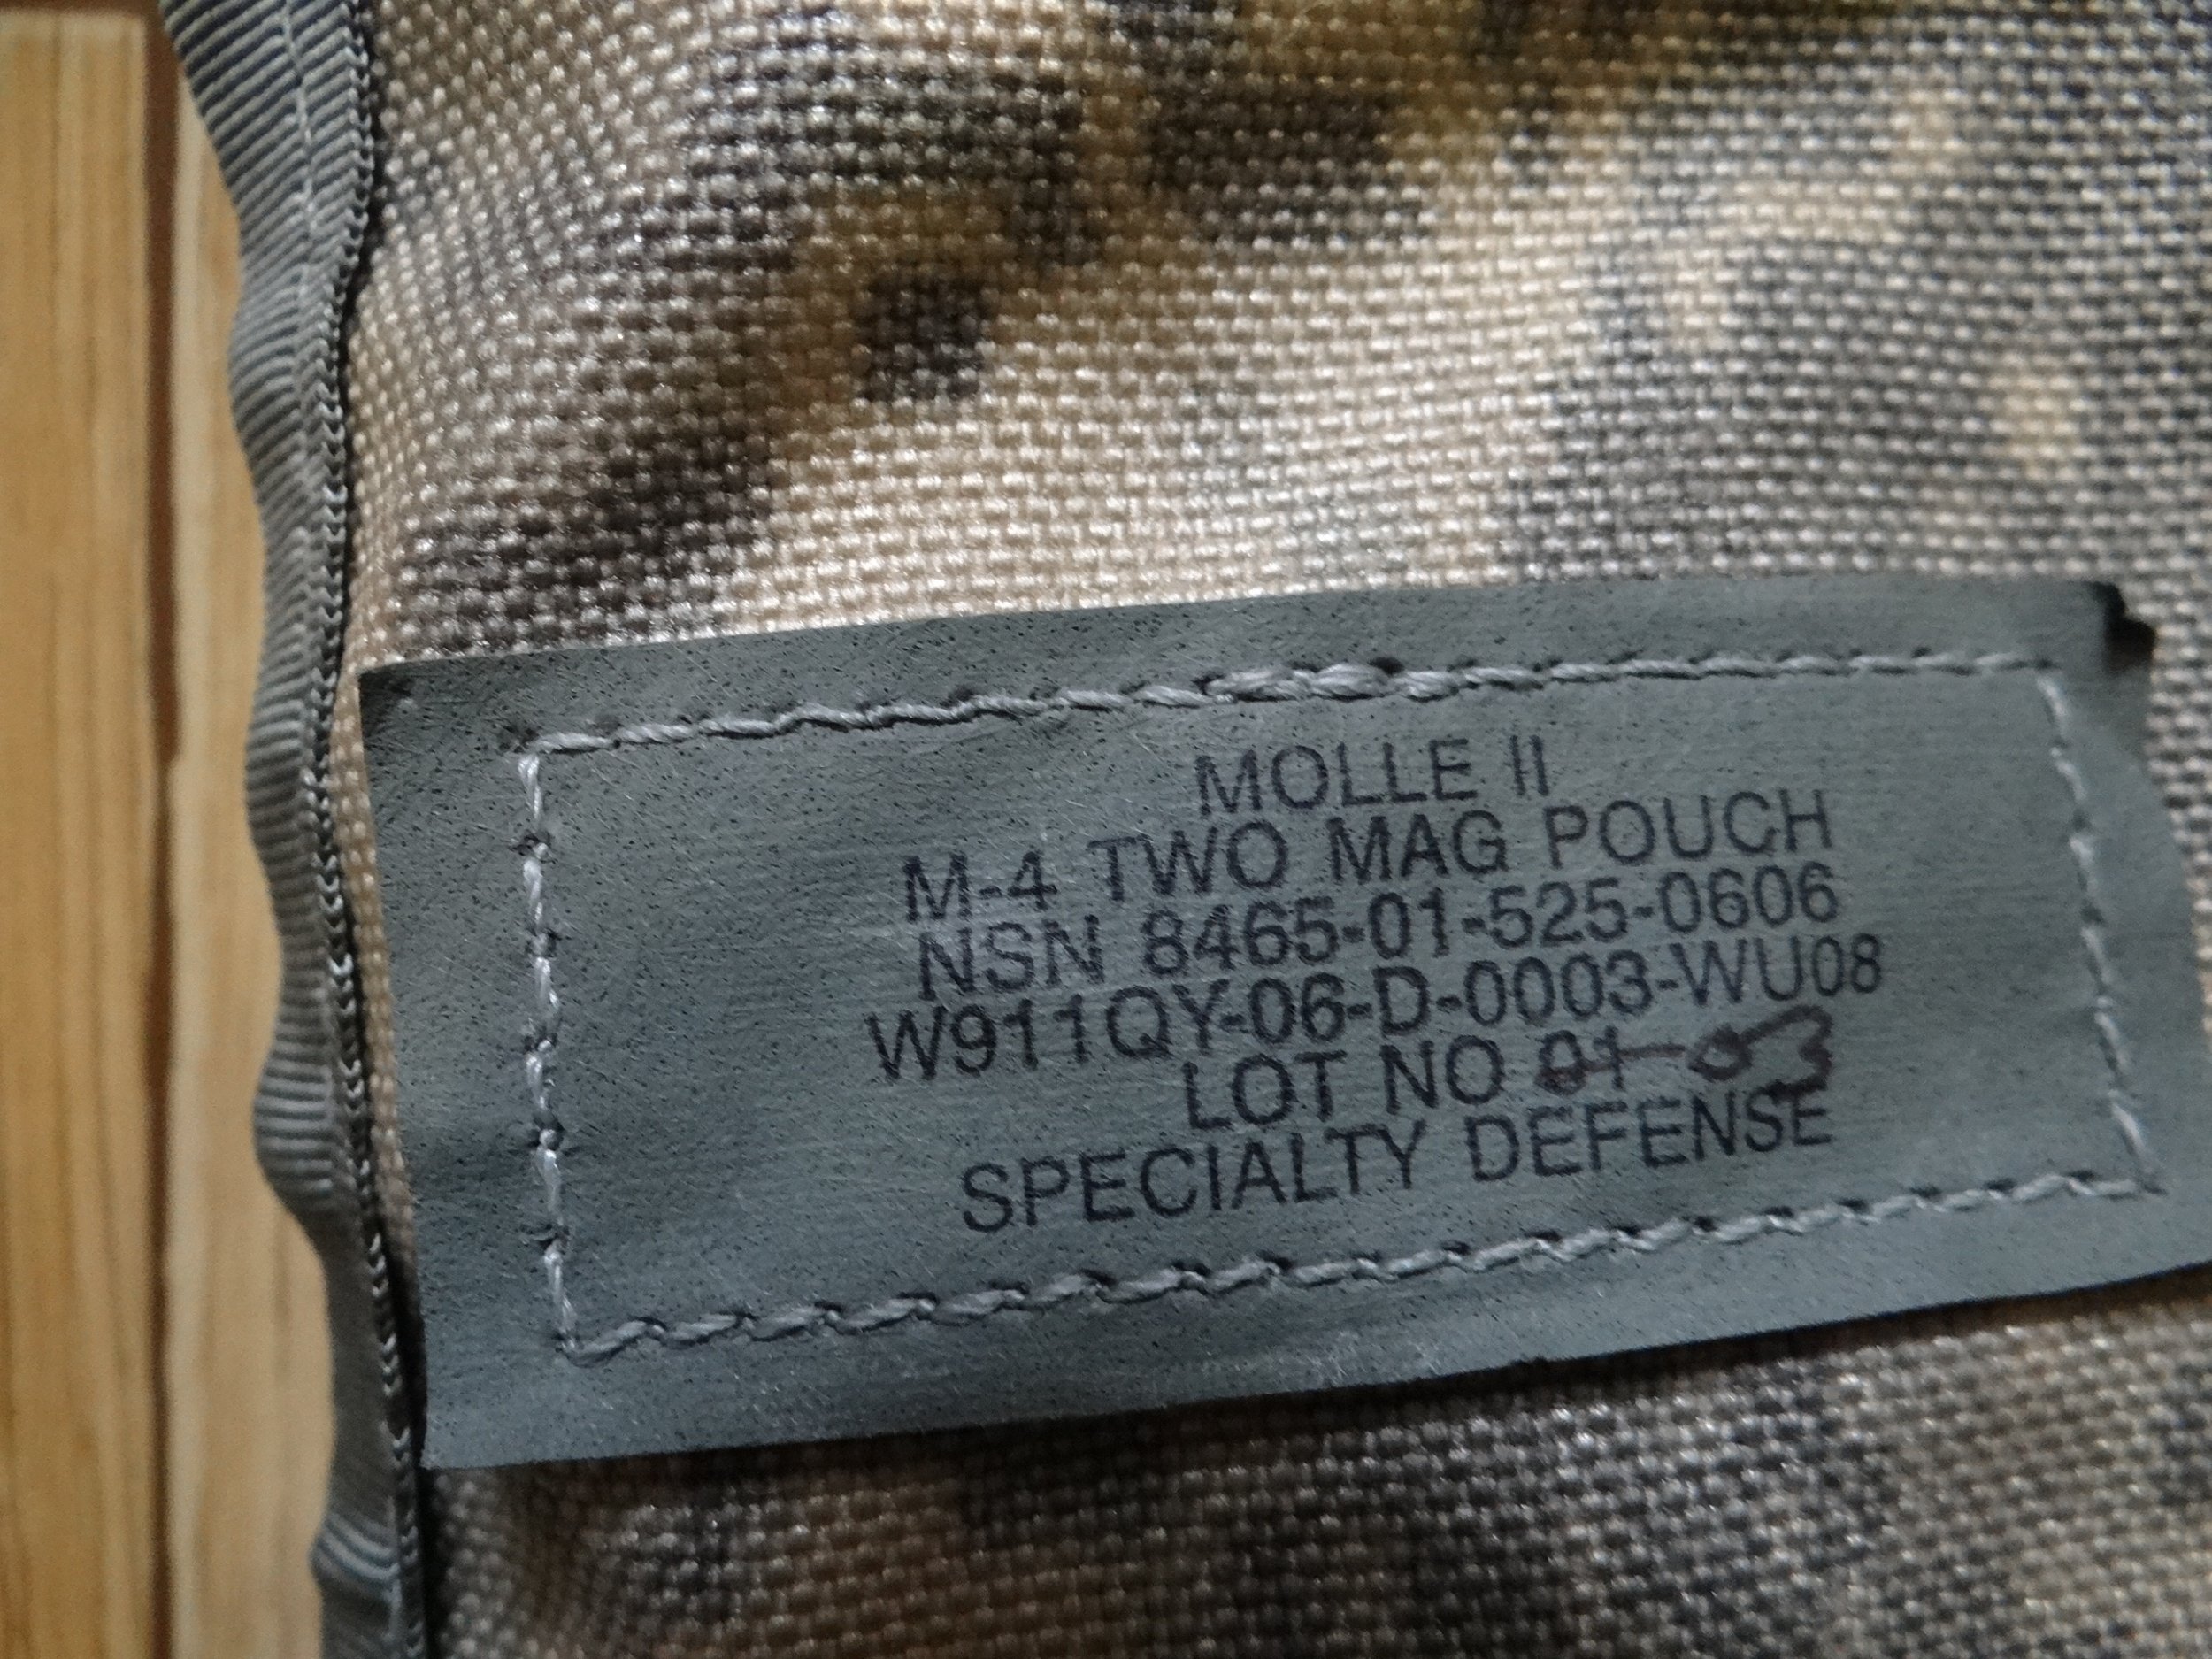 MOLLE II
M-4 TWO MAG POUCH
NSN 8465-01-525-0606
W911QY-06-D-0003-WU08
LOT NO
SPECIALTY DEFENSE